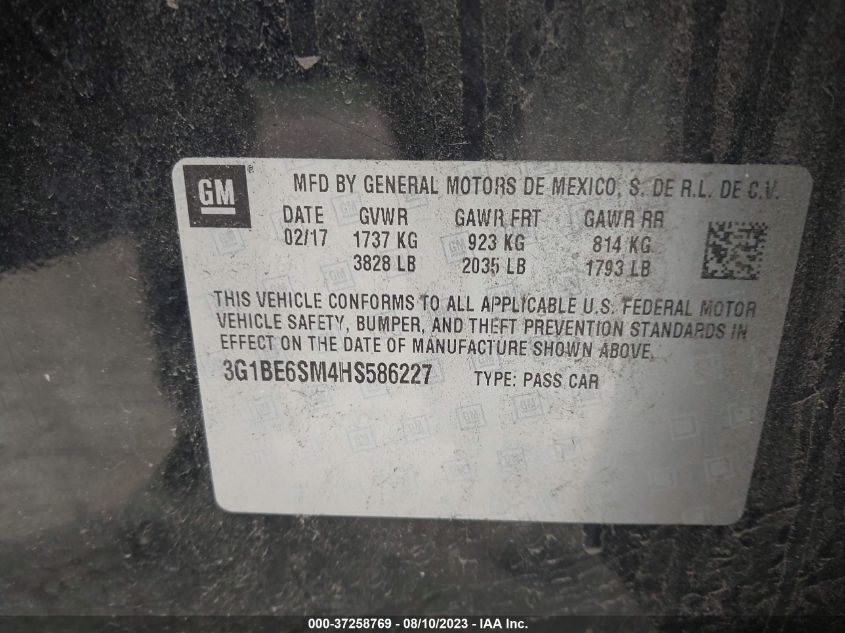 GM ®
MFD BY GENERAL MOTORS DE MEXICO, S. DE R.L. DE C.V.
DATE GVWR GAWR FRT GAWR RR
02/17 1737 KG 923 KG 814 KG
3828 LB 2035 LB 1793 LB
THIS VEHICLE CONFORMS TO ALL APPLICABLE U.S. FEDERAL MOTOR
VEHICLE SAFETY, BUMPER, AND THEFT PREVENTION STANDARDS IN
EFFECT ON THE DATE OF MANUFACTURE SHOWN ABOVE.
3G1BE6SM4HS586227 TYPE: PASS CAR
000-37258769 - 08/10/2023 - IAA Inc.